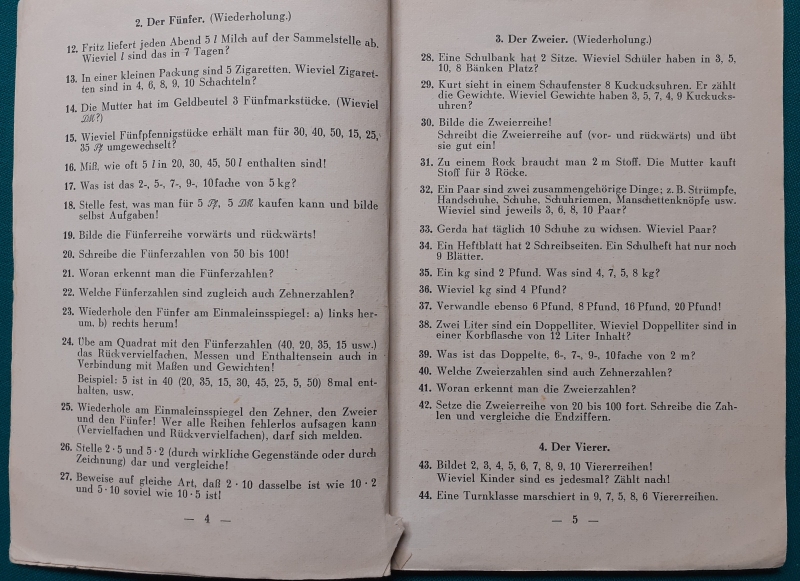 2. Der Fünfer. (Wiederholung.)
12. Fritz liefert jeden Abend 5 l Milch auf der Sammelstelle ab.
Wieviel l sind das in 7 Tagen?
13. In einer kleinen Packung sind 5 Zigaretten. Wieviel Zigaret-
ten sind in 4, 6, 8, 9, 10 Schachteln?
14. Die Mutter hat im Geldbeutel 3 Fünfmarkstücke. (Wieviel
DM?)
15. Wieviel Fünfpfennigstücke erhält man für 30, 40, 50, 15, 25,
35 Pf umgewechselt?
16. Miß, wie oft 5 l in 20, 30, 45, 50 l enthalten sind!
17. Was ist das 2-, 5-, 7-, 9-, 10fache von 5 kg?
18. Stelle fest, was man für 5 Pf, 5 DM kaufen kann und bilde
selbst Aufgaben!
19. Bilde die Fünferreihe vorwärts und rückwärts!
20. Schreibe die Fünferzahlen von 50 bis 100!
21. Woran erkennt man die Fünferzahlen?
22. Welche Fünferzahlen sind zugleich auch Zehnerzahlen?
23. Wiederhole den Fünfer am Einmaleinsspiegel: a) links her-
um, b) rechts herum!
24. Übe am Quadrat mit den Fünferzahlen (40, 20, 35, 15 usw.)
das Rückvervielfachen, Messen und Enthaltensein auch in
Verbindung mit Maßen und Gewichten!
Beispiel: 5 ist in 40 (20, 35, 15, 30, 45, 25, 5, 50) 8mal ent-
halten, usw.
25. Wiederhole am Einmaleinsspiegel den Zehner, den Zweier
und den Fünfer! Wer alle Reihen fehlerlos aufsagen kann
(Vervielfachen und Rückvervielfachen), darf sich melden.
26. Stelle 2 · 5 und 5 · 2 (durch wirkliche Gegenstände oder durch
Zeichnung) dar und vergleiche!
27. Beweise auf gleiche Art, daß 2 · 10 dasselbe ist wie 10 · 2
und 5 · 10 soviel wie 10 · 5 ist!
— 4 —
3. Der Zweier. (Wiederholung.)
28. Eine Schulbank hat 2 Sitze. Wieviel Schüler haben in 3, 5,
10, 8 Bänken Platz?
29. Kurt sieht in einem Schaufenster 8 Kuckucksuhren. Er zählt
die Gewichte. Wieviel Gewichte haben 3, 5, 7, 4, 9 Kuckucks-
uhren?
30. Bilde die Zweierreihe!
Schreibt die Zweierreihe auf (vor- und rückwärts) und übt
sie gut ein!
31. Zu einem Rock braucht man 2 m Stoff. Die Mutter kauft
Stoff für 3 Röcke.
32. Ein Paar sind zwei zusammengehörige Dinge; z. B. Strümpfe,
Handschuhe, Schuhe, Schuhriemen, Manschettenknöpfe usw.
Wieviel sind jeweils 3, 6, 8, 10 Paar?
33. Gerda hat täglich 10 Schuhe zu wichsen. Wieviel Paar?
34. Ein Heftblatt hat 2 Schreibseiten. Ein Schulheft hat nur noch
9 Blätter.
35. Ein kg sind 2 Pfund. Was sind 4, 7, 5, 8 kg?
36. Wieviel kg sind 4 Pfund?
37. Verwandle ebenso 6 Pfund, 8 Pfund, 16 Pfund, 20 Pfund!
38. Zwei Liter sind ein Doppelliter. Wieviel Doppelliter sind in
einer Korbflasche von 12 Liter Inhalt?
39. Was ist das Doppelte, 6-, 7-, 9-, 10fache von 2 m?
40. Welche Zweierzahlen sind auch Zehnerzahlen?
41. Woran erkennt man die Zweierzahlen?
42. Setze die Zweierreihe von 20 bis 100 fort. Schreibe die Zah-
len und vergleiche die Endziffern.
4. Der Vierer.
43. Bildet 2, 3, 4, 5, 6, 7, 8, 9, 10 Viererreihen!
Wieviel Kinder sind es jedesmal? Zählt nach!
44. Eine Turnklasse marschiert in 9, 7, 5, 8, 6 Viererreihen.
— 5 —